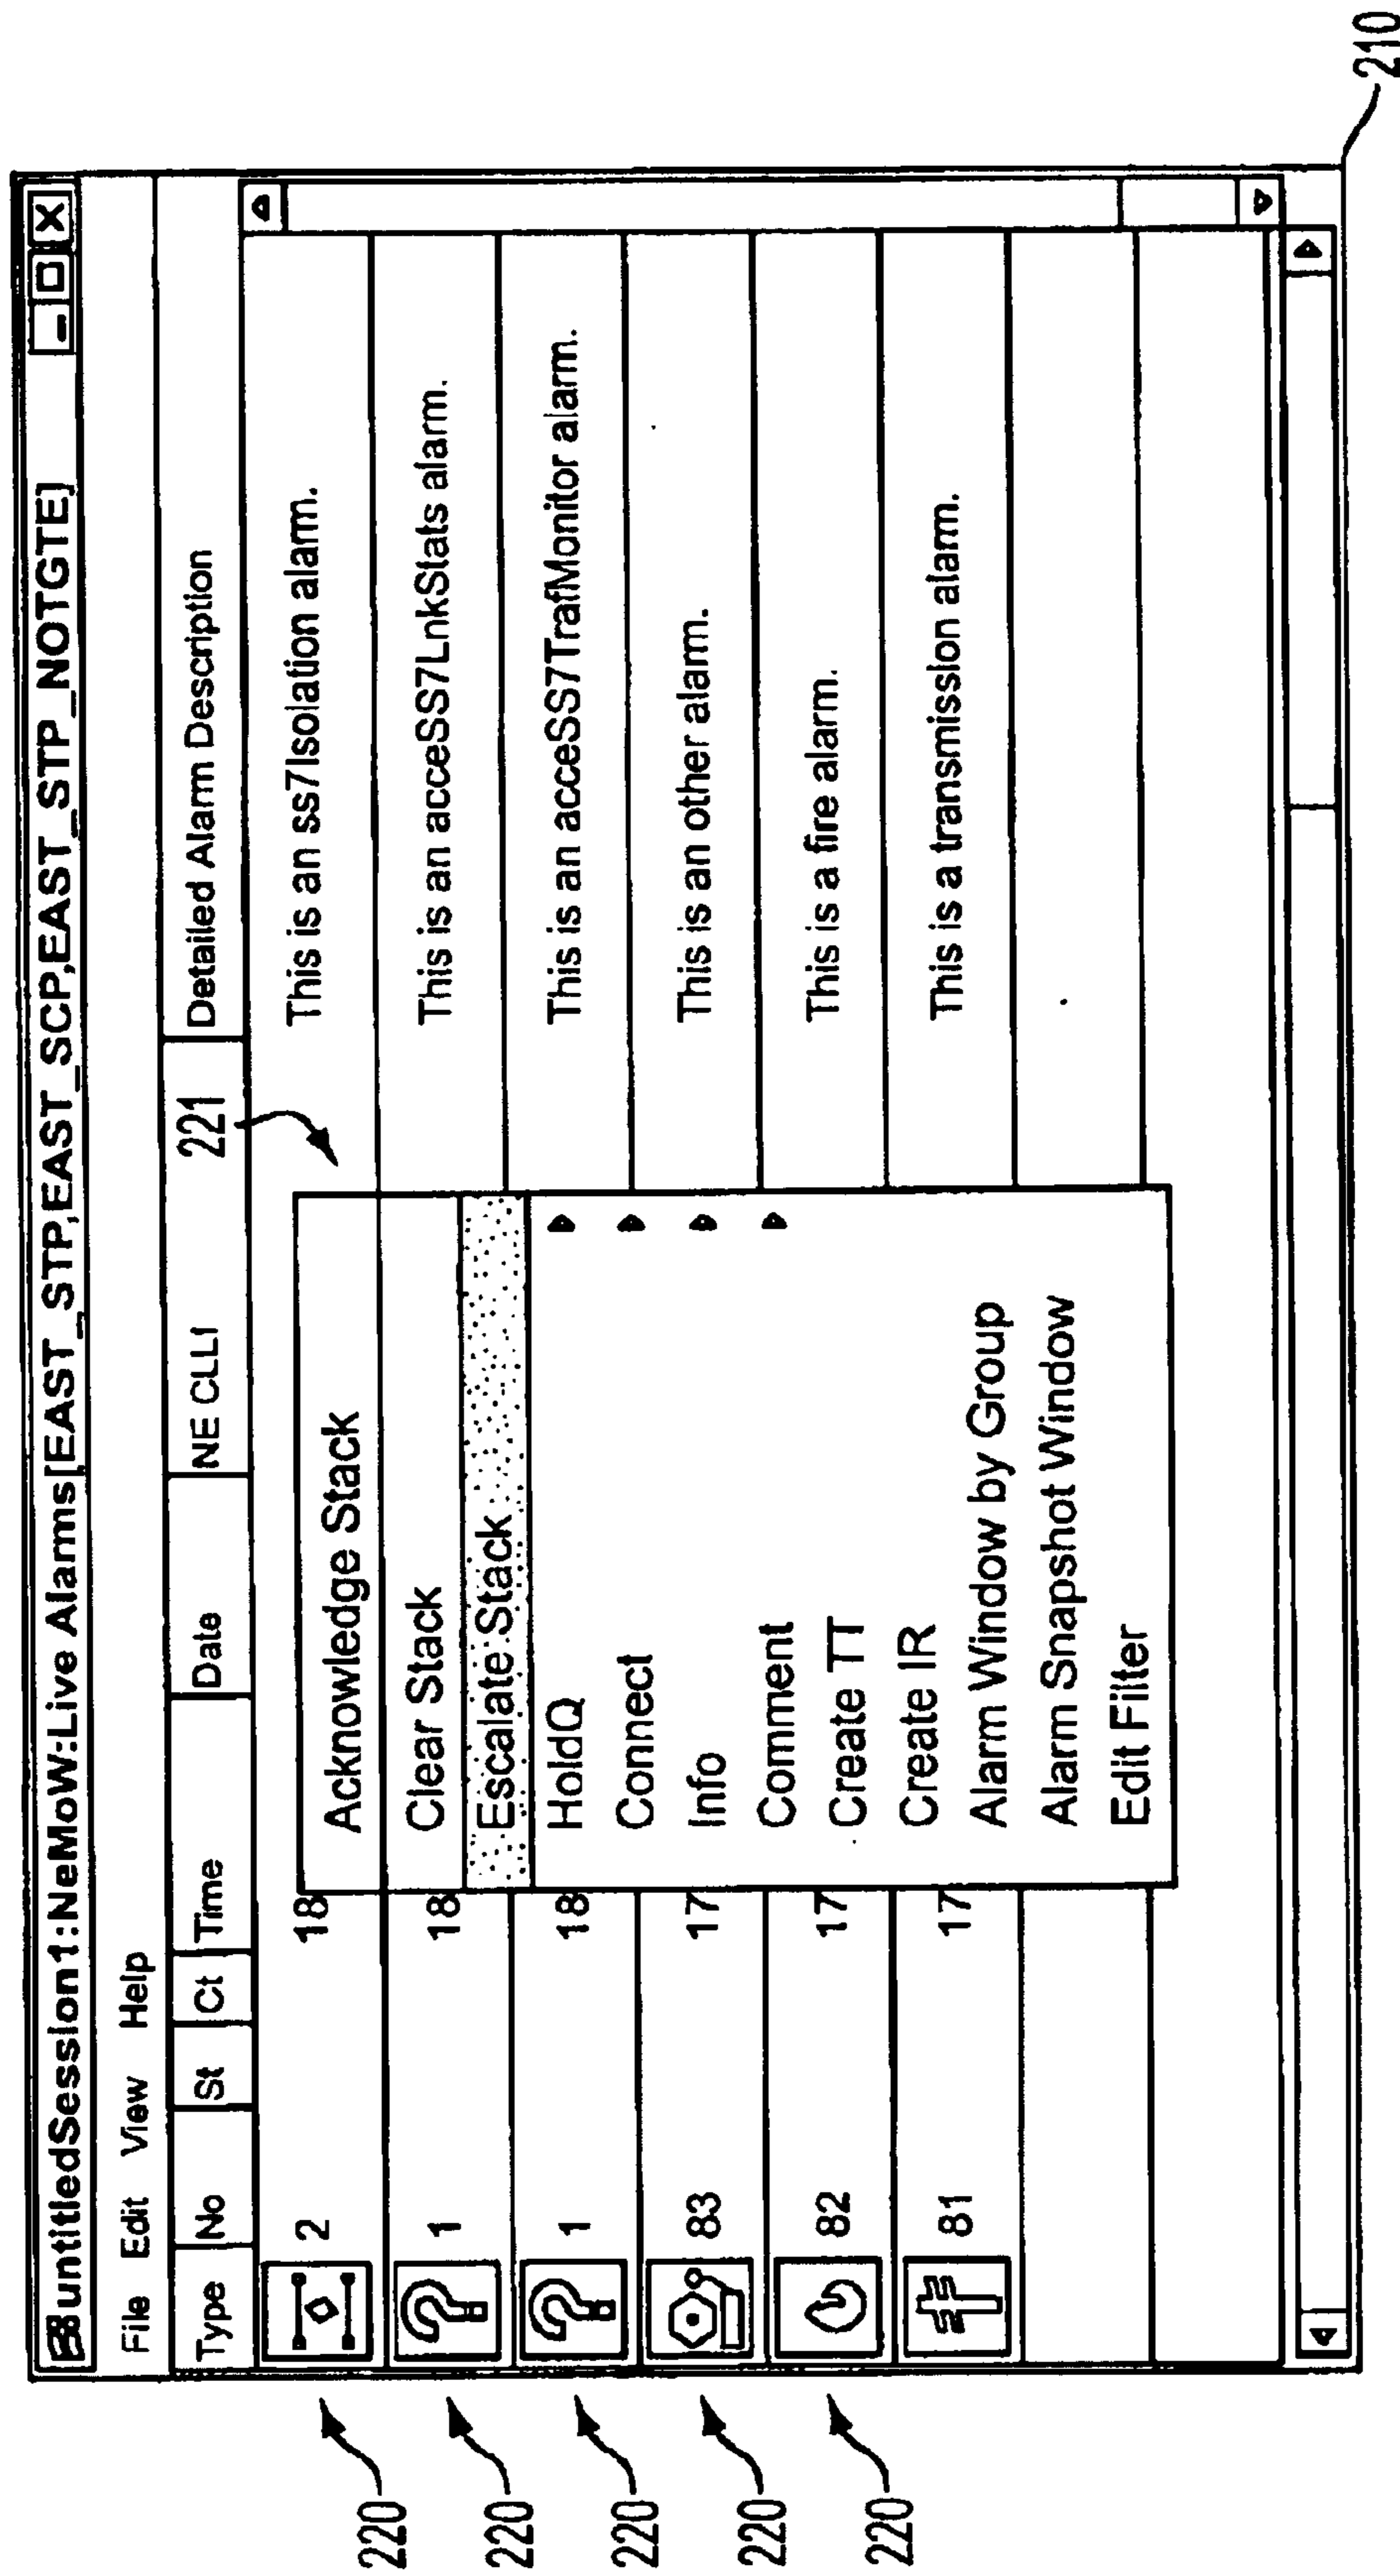 untitledSession1:NeMoW:Live Alarms[EAST_STP,EAST_SCP,EAST_STP_NOTGTE]
File Edit View Help
Type No St Ct Time Date NE CLLI Detailed Alarm Description
221
2 18 This is an ss7Isolation alarm.
1 18 This is an acceSS7LnkStats alarm.
1 18 This is an acceSS7TrafMonitor alarm.
83 17 This is an other alarm.
82 17 This is a fire alarm.
81 17 This is a transmission alarm.
Acknowledge Stack
Clear Stack
Escalate Stack
HoldQ
Connect
Info
Comment
Create TT
Create IR
Alarm Window by Group
Alarm Snapshot Window
Edit Filter
220
220
220
220
220
210